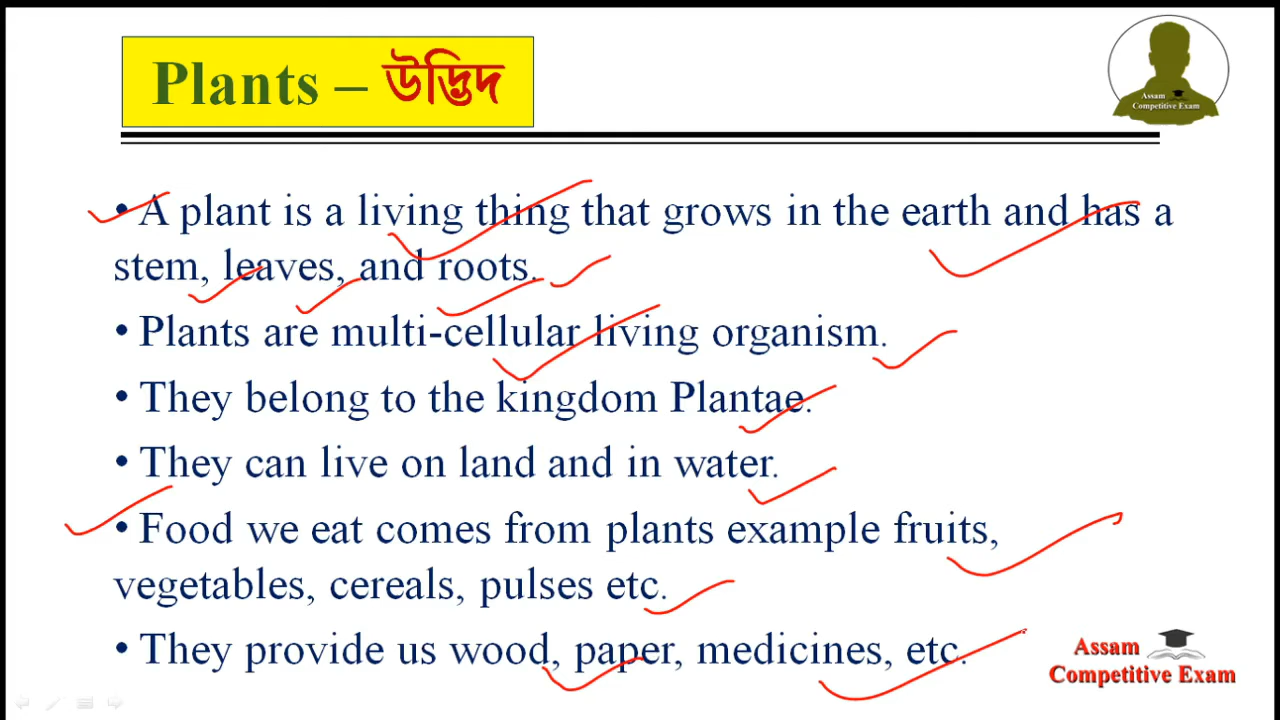 Plants – উদ্ভিদ
Assam
Competitive Exam
• A plant is a living thing that grows in the earth and has a
stem, leaves, and roots.
• Plants are multi-cellular living organism.
• They belong to the kingdom Plantae.
• They can live on land and in water.
• Food we eat comes from plants example fruits,
vegetables, cereals, pulses etc.
• They provide us wood, paper, medicines, etc.
Assam
Competitive Exam